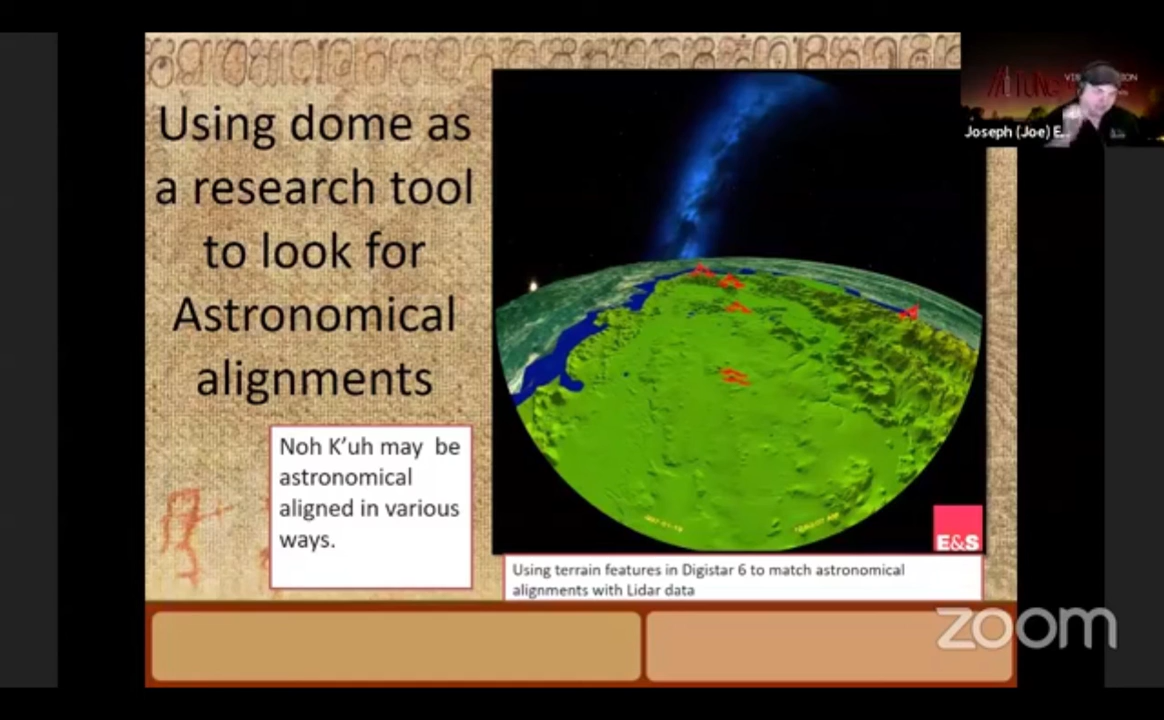 Using dome as
a research tool
to look for
Astronomical
alignments
Noh K'uh may be
astronomical
aligned in various
ways.
E&S
Using terrain features in Digistar 6 to match astronomical
alignments with Lidar data
Joseph (Joe) E..
zoom